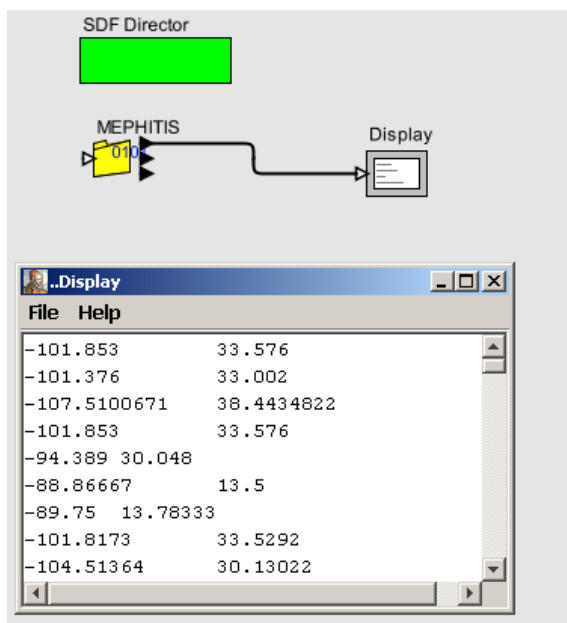 SDF Director
MEPHITIS
010
Display
..Display
File Help
-101.853 33.576
-101.376 33.002
-107.5100671 38.4434822
-101.853 33.576
-94.389 30.048
-88.86667 13.5
-89.75 13.78333
-101.8173 33.5292
-104.51364 30.13022